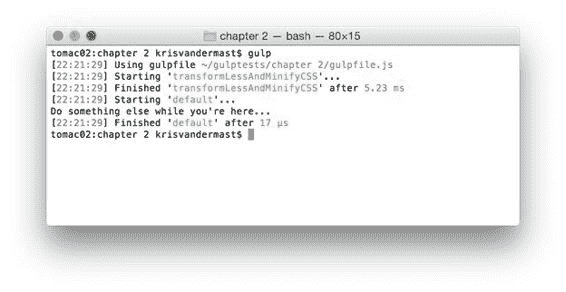 chapter 2 — bash — 80×15
tomac02:chapter 2 krisvandermast$ gulp
[22:21:29] Using gulpfile ~/gulptests/chapter 2/gulpfile.js
[22:21:29] Starting 'transformLessAndMinifyCSS'...
[22:21:29] Finished 'transformLessAndMinifyCSS' after 5.23 ms
[22:21:29] Starting 'default'...
Do something else while you're here...
[22:21:29] Finished 'default' after 17 μs
tomac02:chapter 2 krisvandermast$